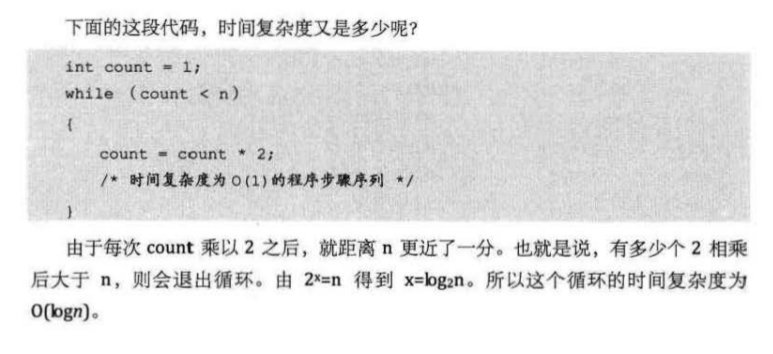 下面的这段代码，时间复杂度又是多少呢？
int count = 1;
while (count < n)
{
count = count * 2;
/* 时间复杂度为 O(1)的程序步骤序列 */
}
由于每次 count 乘以 2 之后，就距离 n 更近了一分。也就是说，有多少个 2 相乘
后大于 n，则会退出循环。由 2ˣ=n 得到 x=log₂n。所以这个循环的时间复杂度为
O(logn)。